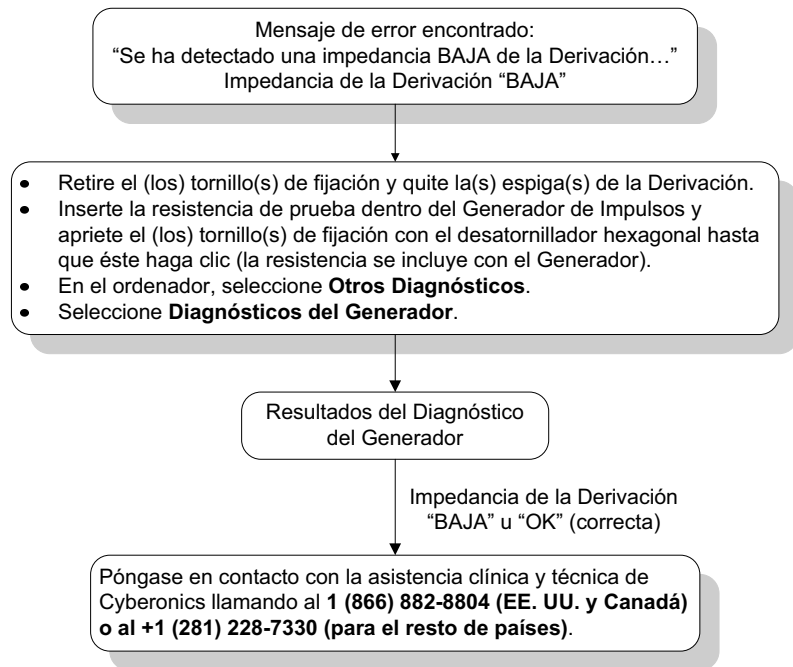 Mensaje de error encontrado:
“Se ha detectado una impedancia BAJA de la Derivación…”
Impedancia de la Derivación “BAJA”
• Retire el (los) tornillo(s) de fijación y quite la(s) espiga(s) de la Derivación.
• Inserte la resistencia de prueba dentro del Generador de Impulsos y
apriete el (los) tornillo(s) de fijación con el desatornillador hexagonal hasta
que éste haga clic (la resistencia se incluye con el Generador).
• En el ordenador, seleccione Otros Diagnósticos.
• Seleccione Diagnósticos del Generador.
Resultados del Diagnóstico
del Generador
Impedancia de la Derivación
“BAJA” u “OK” (correcta)
Póngase en contacto con la asistencia clínica y técnica de
Cyberonics llamando al 1 (866) 882-8804 (EE. UU. y Canadá)
o al +1 (281) 228-7330 (para el resto de países).